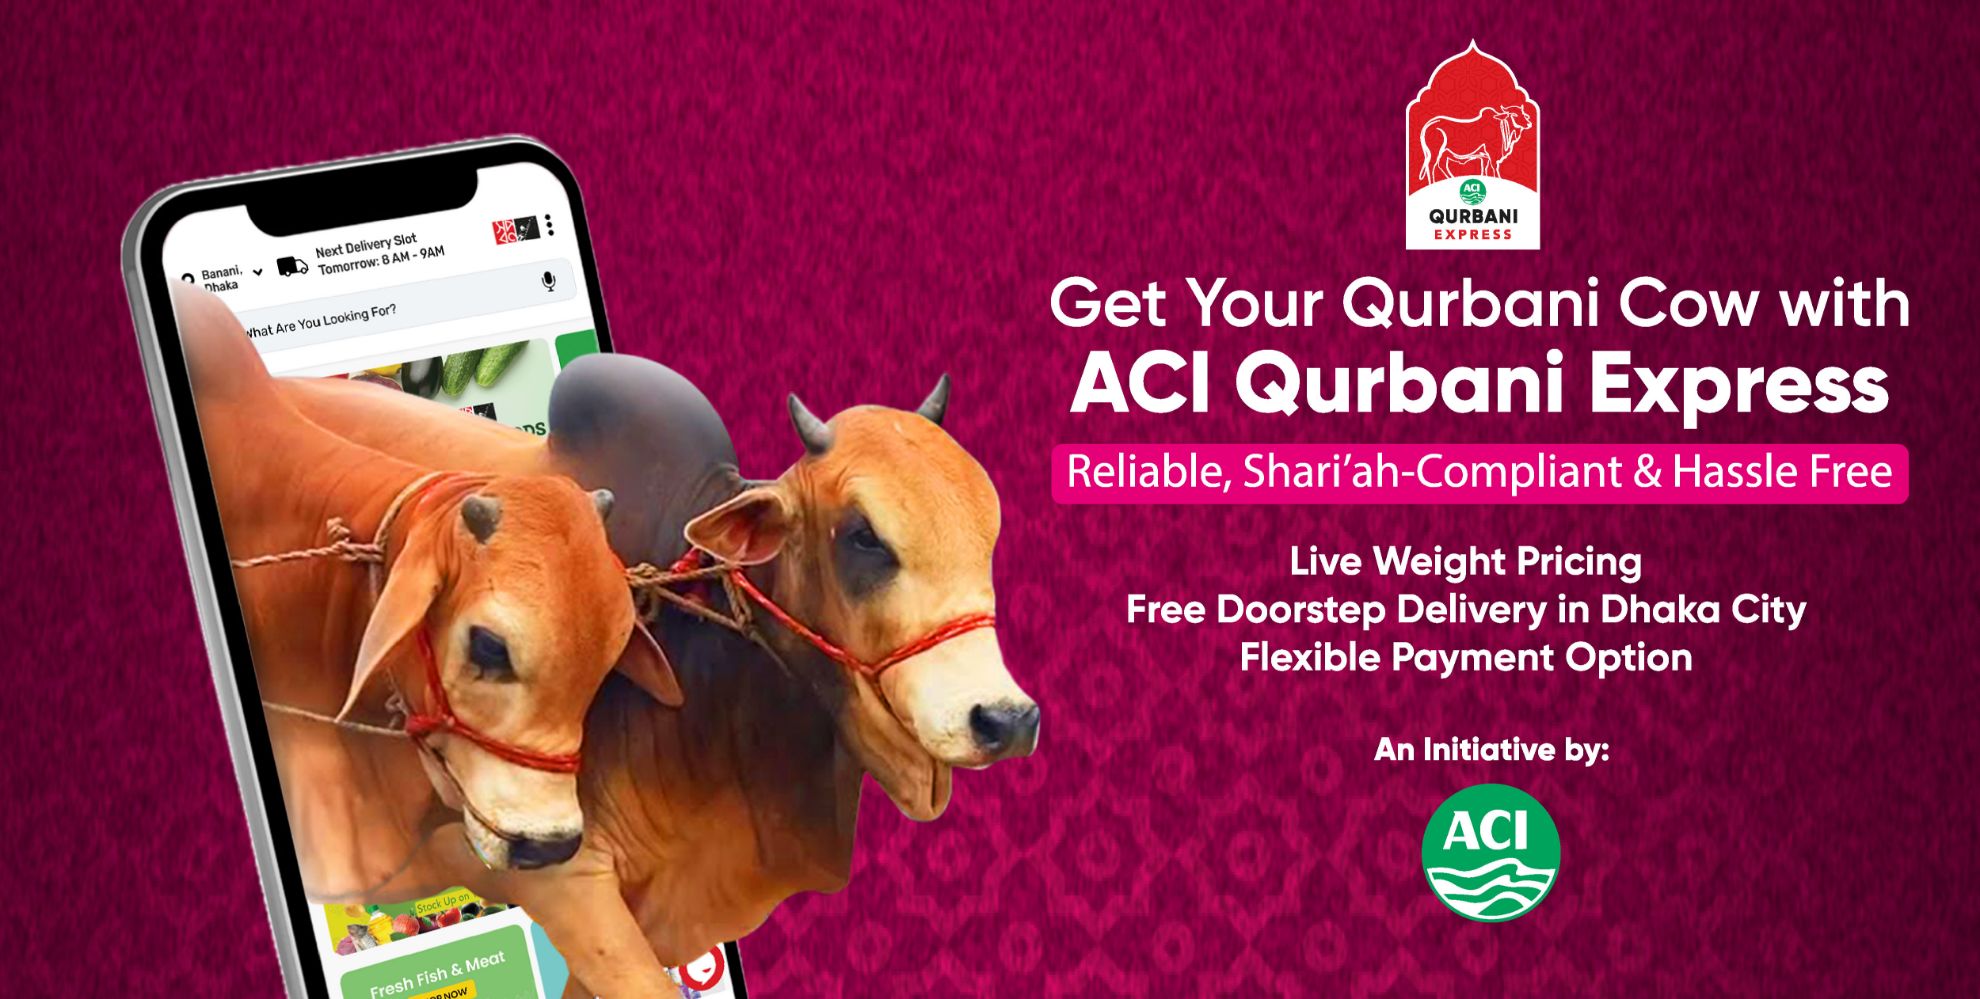 Next Delivery Slot
Tomorrow: 8 AM - 9AM
Banani,
Dhaka
What Are You Looking For?
Stock Up on
Fresh Fish & Meat
NOW
ACI
QURBANI
EXPRESS
Get Your Qurbani Cow with
ACI Qurbani Express
Reliable, Shari'ah-Compliant & Hassle Free
Live Weight Pricing
Free Doorstep Delivery in Dhaka City
Flexible Payment Option
An Initiative by:
ACI